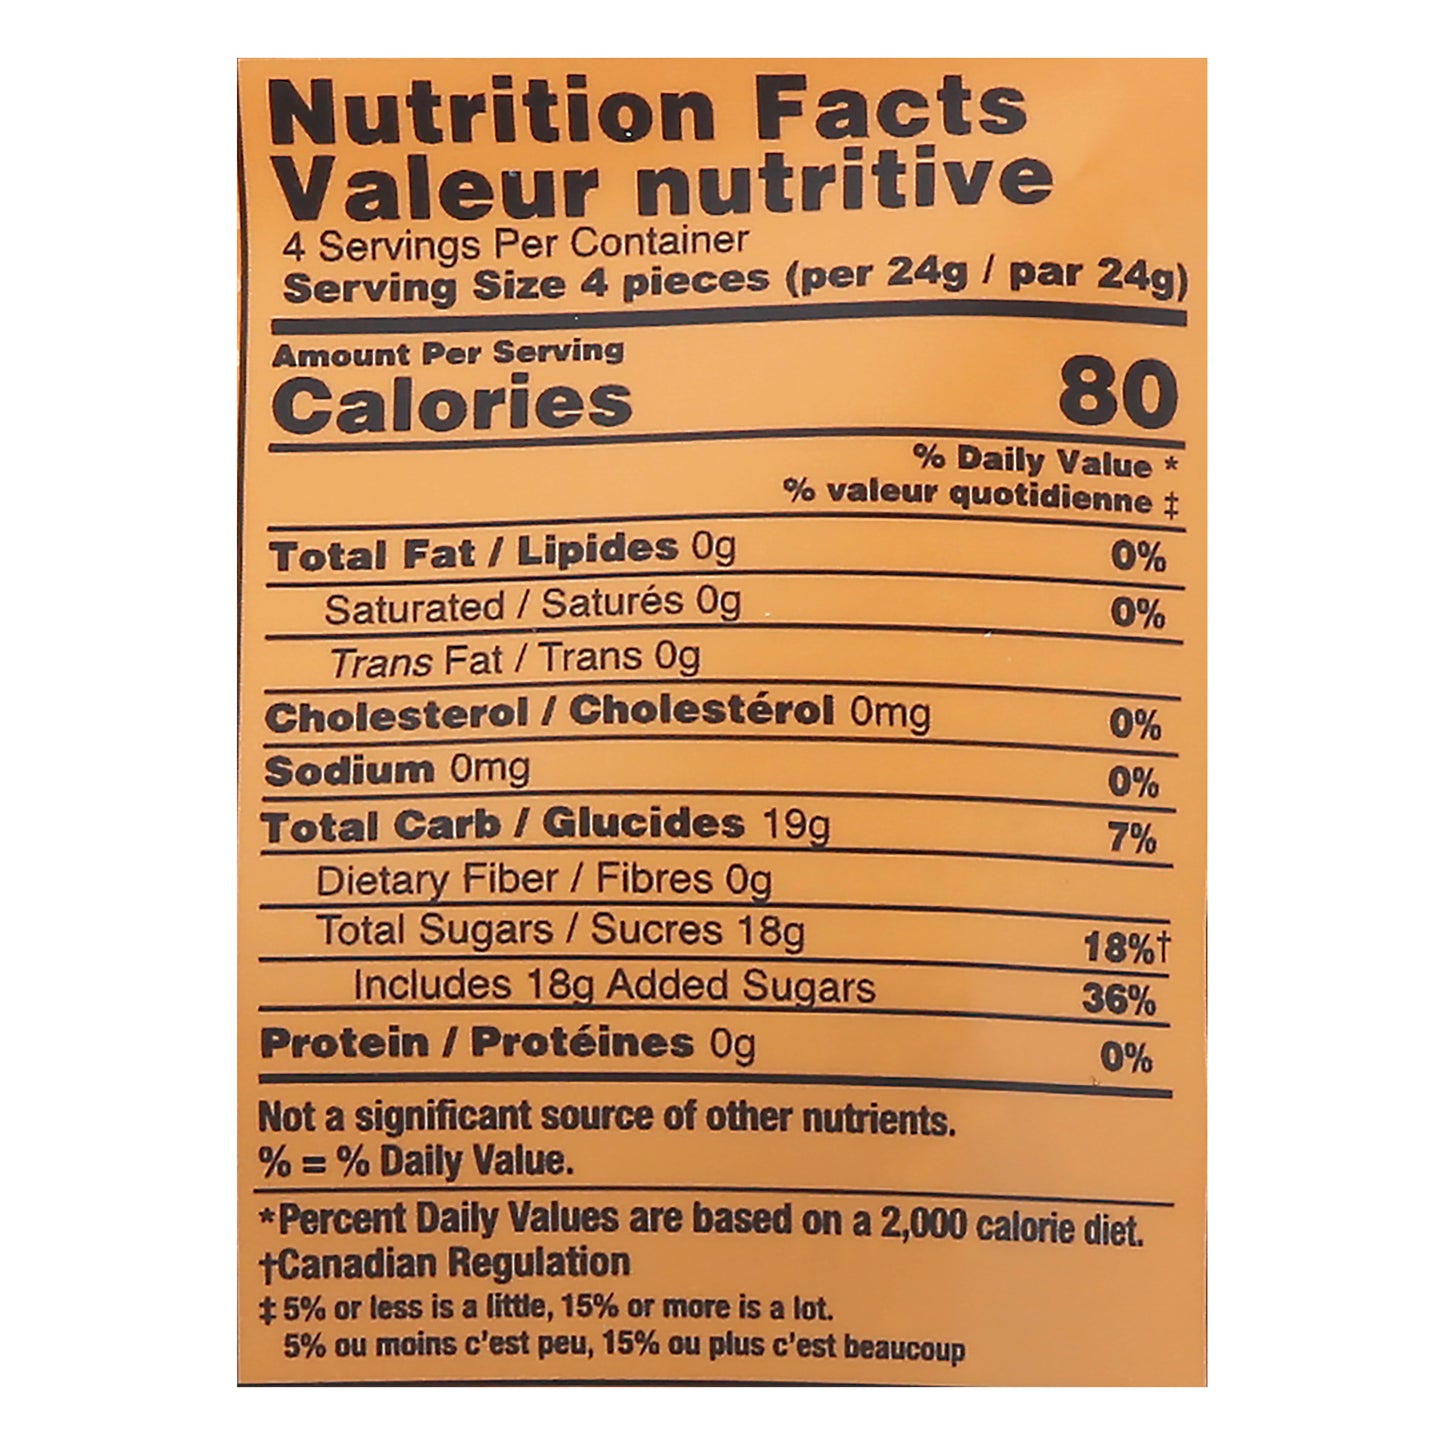 Nutrition Facts
Valeur nutritive
4 Servings Per Container
Serving Size 4 pieces (per 24g / par 24g)
Amount Per Serving
Calories 80
% Daily Value *
% valeur quotidienne ‡
Total Fat / Lipides 0g 0%
Saturated / Saturés 0g 0%
Trans Fat / Trans 0g
Cholesterol / Cholestérol 0mg 0%
Sodium 0mg 0%
Total Carb / Glucides 19g 7%
Dietary Fiber / Fibres 0g
Total Sugars / Sucres 18g 18%†
Includes 18g Added Sugars 36%
Protein / Protéines 0g 0%
Not a significant source of other nutrients.
% = % Daily Value.
*Percent Daily Values are based on a 2,000 calorie diet.
†Canadian Regulation
‡ 5% or less is a little, 15% or more is a lot.
5% ou moins c'est peu, 15% ou plus c'est beaucoup